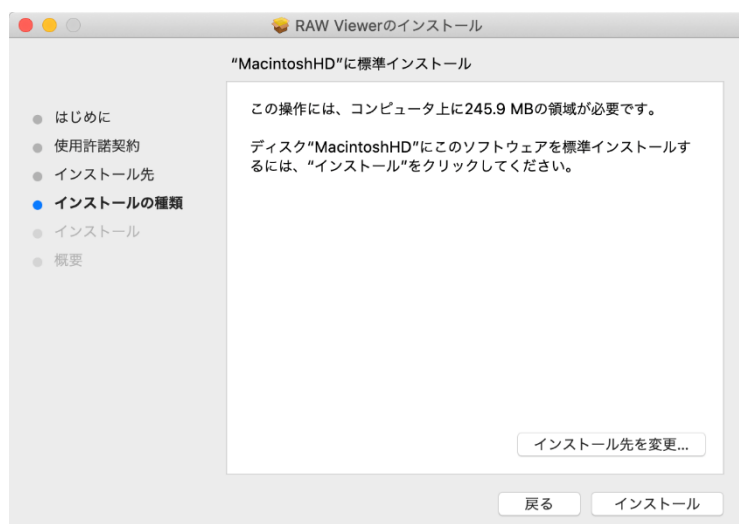 RAW Viewerのインストール
“MacintoshHD”に標準インストール
はじめに
使用許諾契約
インストール先
インストールの種類
インストール
概要
この操作には、コンピュータ上に245.9 MBの領域が必要です。
ディスク“MacintoshHD”にこのソフトウェアを標準インストールす
るには、“インストール”をクリックしてください。
インストール先を変更...
戻る
インストール